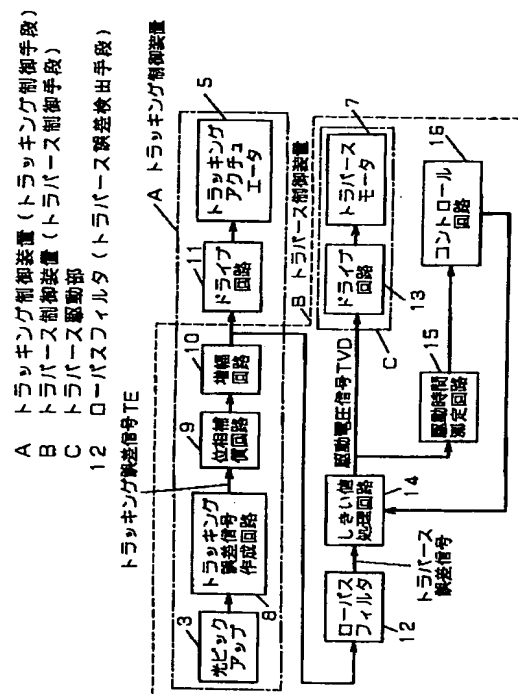 A トラッキング制御装置(トラッキング制御手段)
B トラバース制御装置(トラバース制御手段)
C トラバース駆動部
12 ローパスフィルタ(トラバース誤差検出手段)
A トラッキング制御装置
トラッキング誤差信号TE
3
光ピック
アップ
8
トラッキング
誤差信号
作成回路
9
位相補
償回路
10
増幅
回路
11
ドライブ
回路
5
トラッキング
アクチュ
エータ
B トラバース制御装置
12
ローパス
フィルタ
トラバース
誤差信号
14
しきい値
処理回路
駆動電圧信号TVD
13
ドライブ
回路
7
トラバース
モータ
C
15
駆動時間
測定回路
16
コントロール
回路